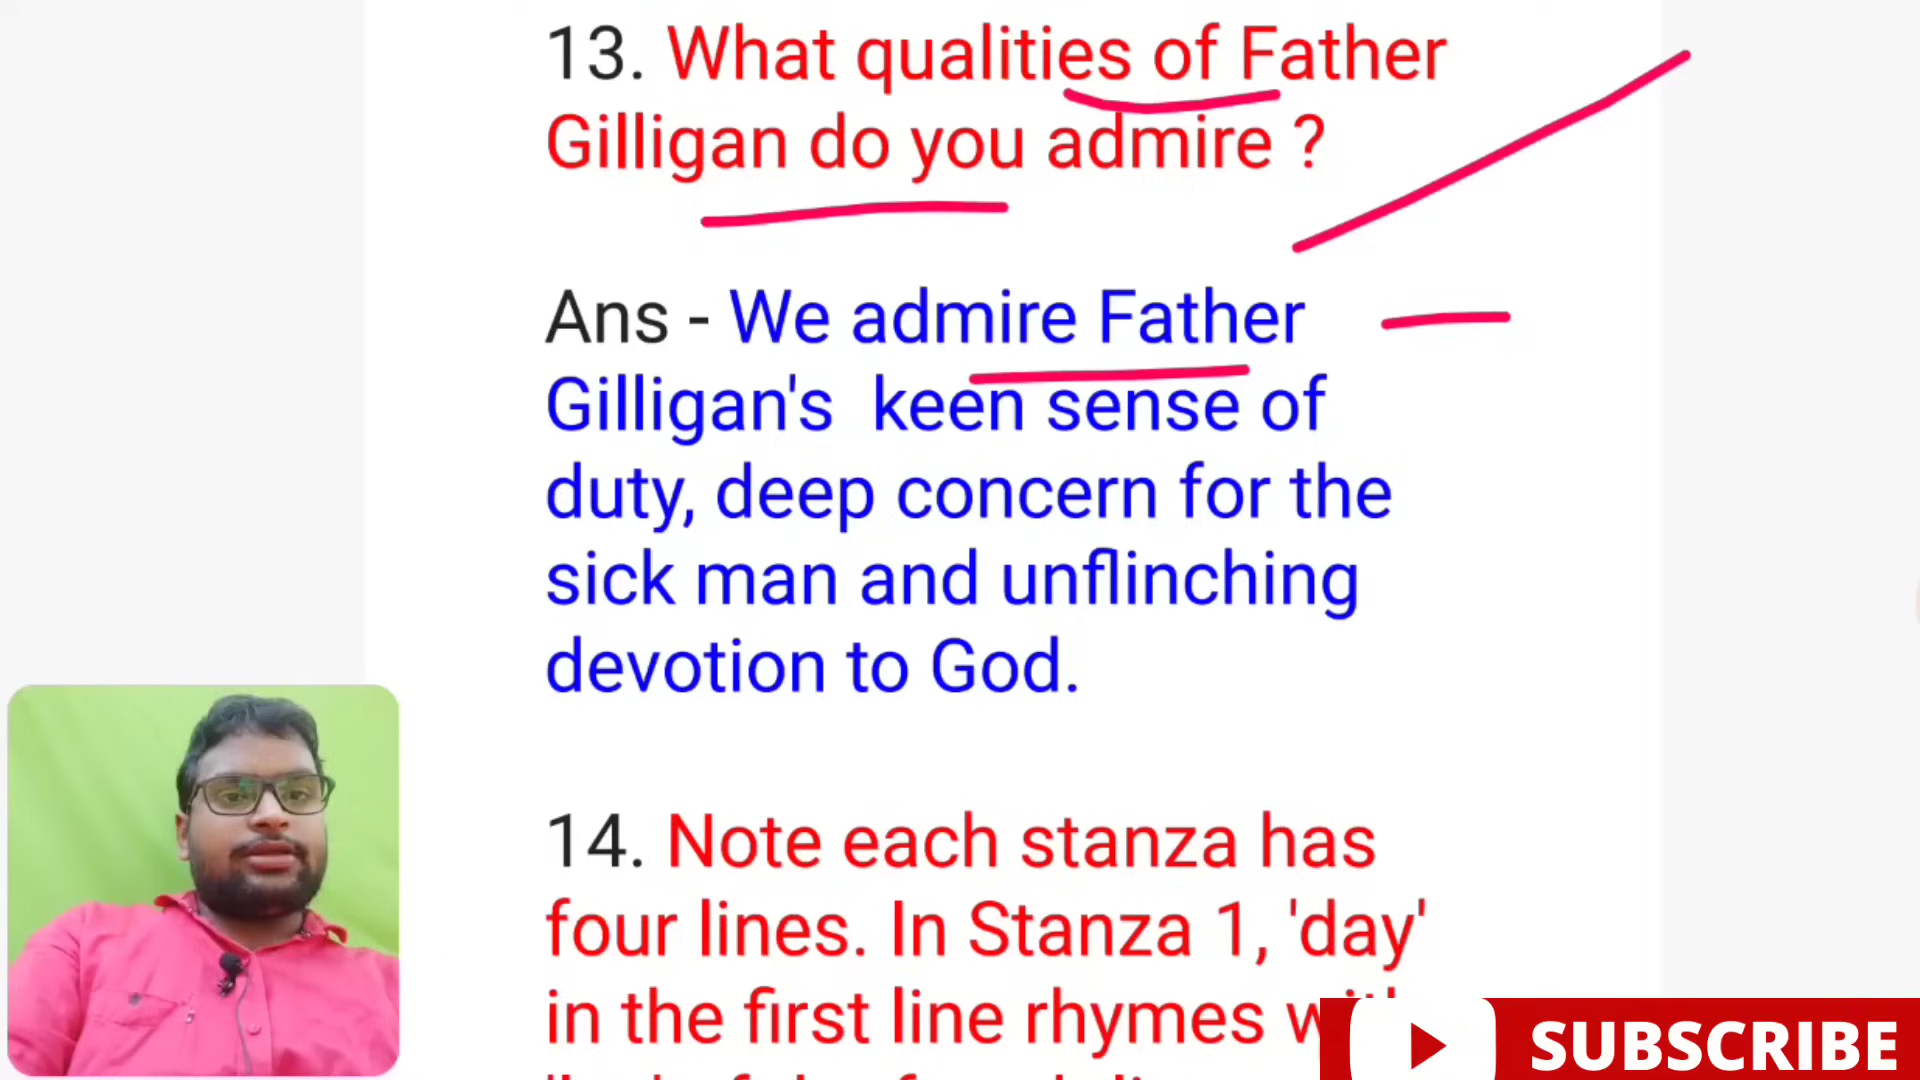 13. What qualities of Father
Gilligan do you admire ?
Ans - We admire Father
Gilligan's keen sense of
duty, deep concern for the
sick man and unflinching
devotion to God.
14. Note each stanza has
four lines. In Stanza 1, 'day'
in the first line rhymes
SUBSCRIBE